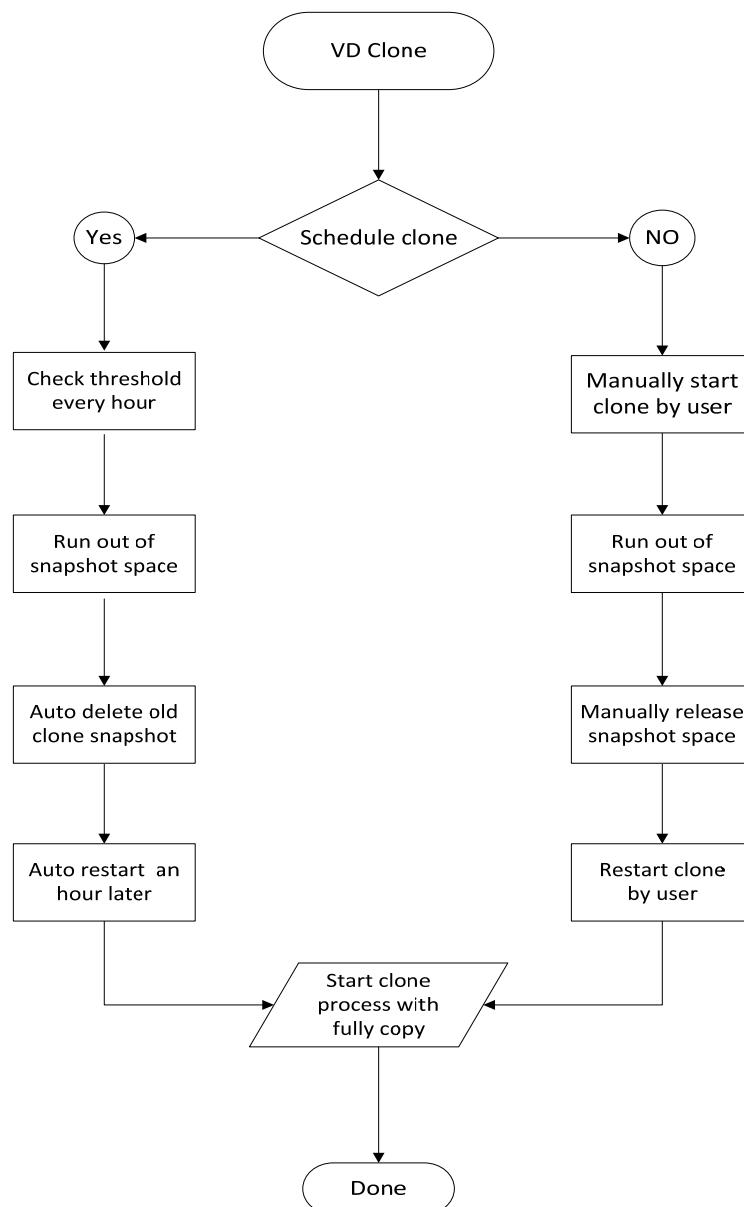 VD Clone
Schedule clone
Yes
NO
Check threshold
every hour
Run out of
snapshot space
Auto delete old
clone snapshot
Auto restart an
hour later
Manually start
clone by user
Run out of
snapshot space
Manually release
snapshot space
Restart clone
by user
Start clone
process with
fully copy
Done